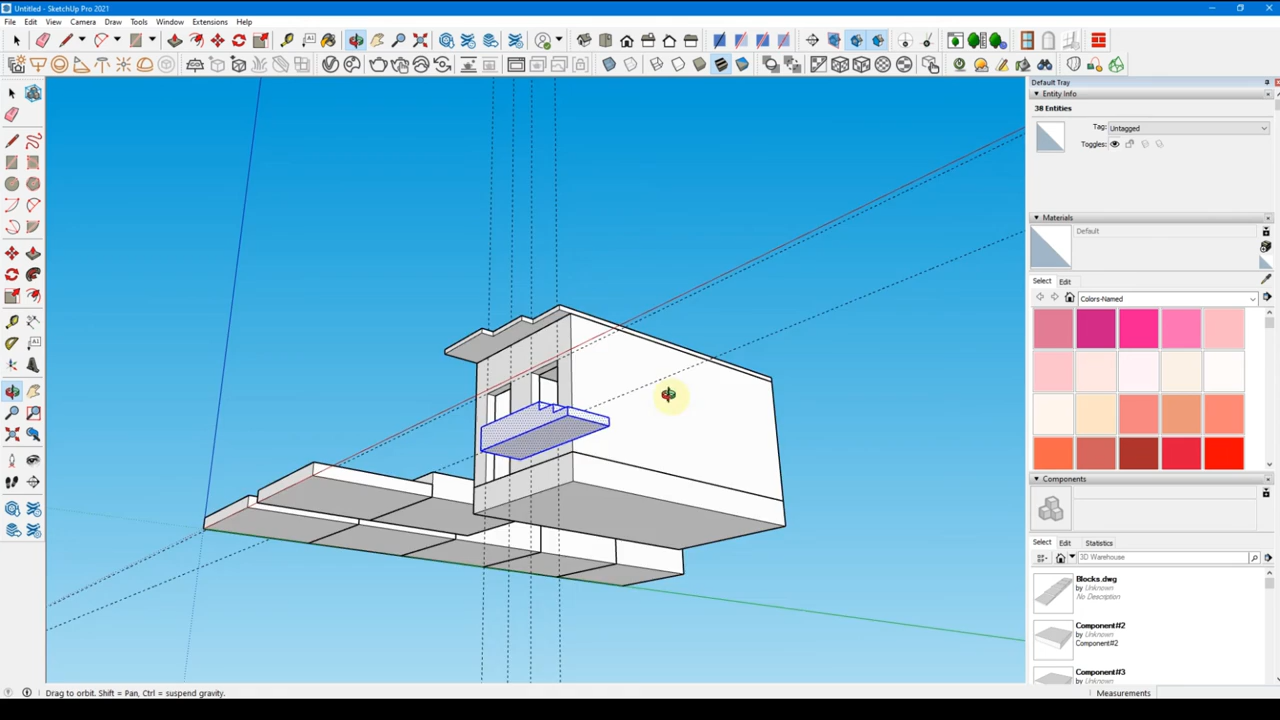 Untitled - SketchUp Pro 2021
File Edit View Camera Draw Tools Window Extensions Help
Default Tray
Entity Info
38 Entities
Tag: Untagged
Toggles:
Materials
Default
Select Edit
Colors-Named
Components
Select Edit Statistics
3D Warehouse
Blocks.dwg
by Unknown
No Description
Component#2
by Unknown
Component#2
Component#3
by Unknown
Drag to orbit. Shift = Pan, Ctrl = suspend gravity.
Measurements